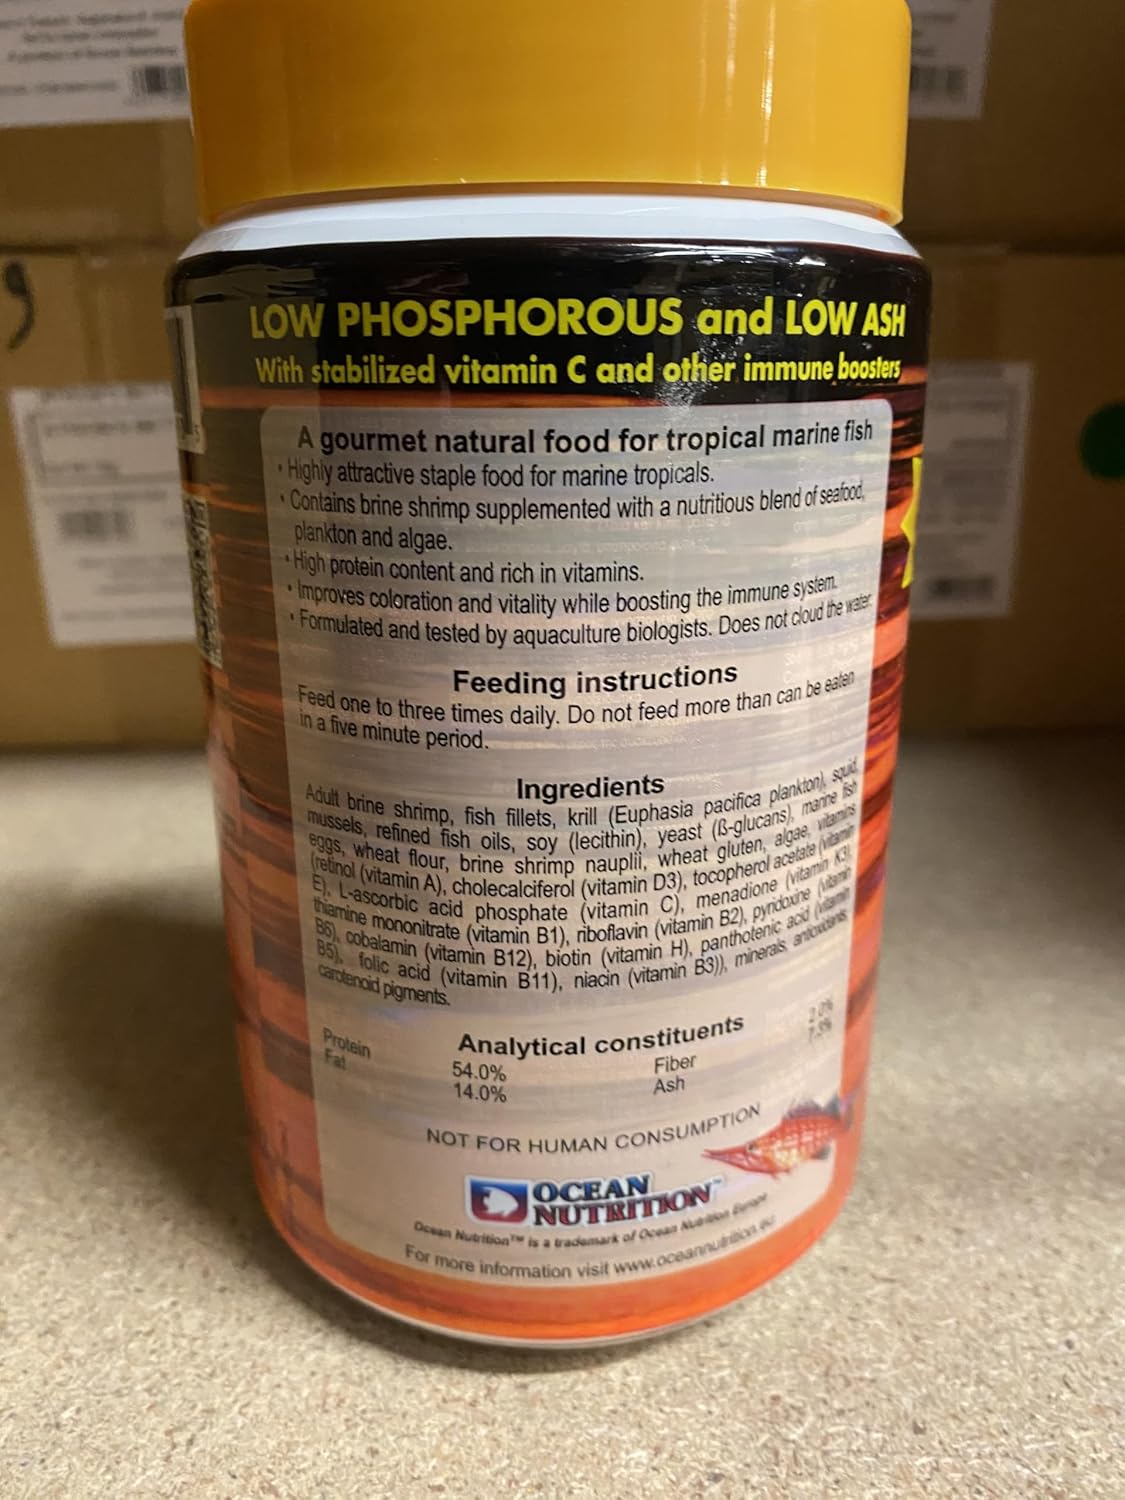 LOW PHOSPHOROUS and LOW ASH
With stabilized vitamin C and other immune boosters
A gourmet natural food for tropical marine fish
• Highly attractive staple food for marine tropicals.
• Contains brine shrimp supplemented with a nutritious blend of seafood,
plankton and algae.
• High protein content and rich in vitamins.
• Improves coloration and vitality while boosting the immune system.
• Formulated and tested by aquaculture biologists. Does not cloud the water.
Feeding instructions
Feed one to three times daily. Do not feed more than can be eaten
in a five minute period.
Ingredients
Adult brine shrimp, fish fillets, krill (Euphasia pacifica plankton), squid,
mussels, refined fish oils, soy (lecithin), yeast (ß-glucans), marine fish
eggs, wheat flour, brine shrimp nauplii, wheat gluten, algae, vitamins
(retinol (vitamin A), cholecalciferol (vitamin D3), tocopherol acetate (vitamin
E), L-ascorbic acid phosphate (vitamin C), menadione (vitamin K3),
thiamine mononitrate (vitamin B1), riboflavin (vitamin B2), pyridoxine (vitamin
B6), cobalamin (vitamin B12), biotin (vitamin H), panthotenic acid (vitamin
B5), folic acid (vitamin B11), niacin (vitamin B3)), minerals, antioxidants,
carotenoid pigments.
Analytical constituents
Protein 54.0% Fiber 2.0%
Fat 14.0% Ash 7.5%
NOT FOR HUMAN CONSUMPTION
OCEAN
NUTRITION™
Ocean Nutrition™ is a trademark of Ocean Nutrition Europe
For more information visit www.oceannutrition.eu